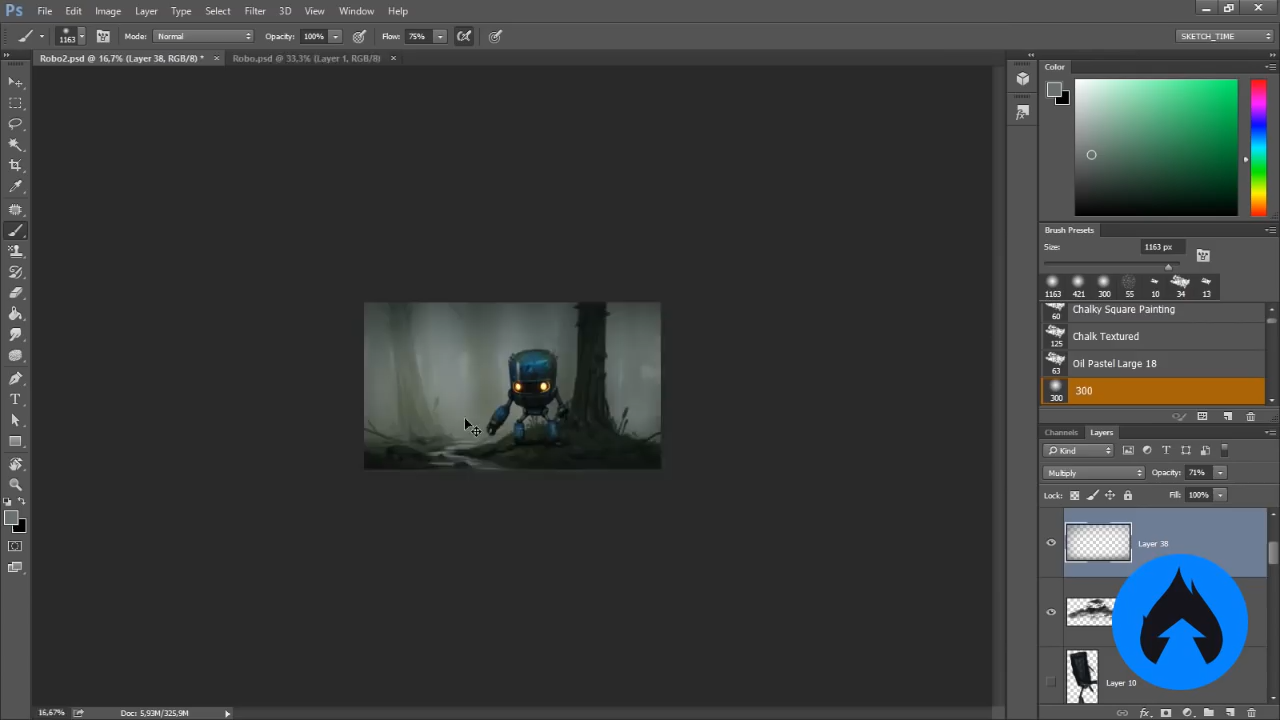 Ps File Edit Image Layer Type Select Filter 3D View Window Help
1163 Mode: Normal Opacity: 100% Flow: 75% SKETCH_TIME
Robo2.psd @ 16,7% (Layer 38, RGB/8) * × Robo.psd @ 33,3% (Layer 1, RGB/8) ×
Color
Brush Presets
Size: 1163 px
1163 421 300 55 10 34 13
60 Chalky Square Painting
125 Chalk Textured
63 Oil Pastel Large 18
300 300
Channels Layers
Kind
Multiply Opacity: 71%
Lock: Fill: 100%
Layer 38
Layer 10
16,67% Doc: 5,93M/325,9M